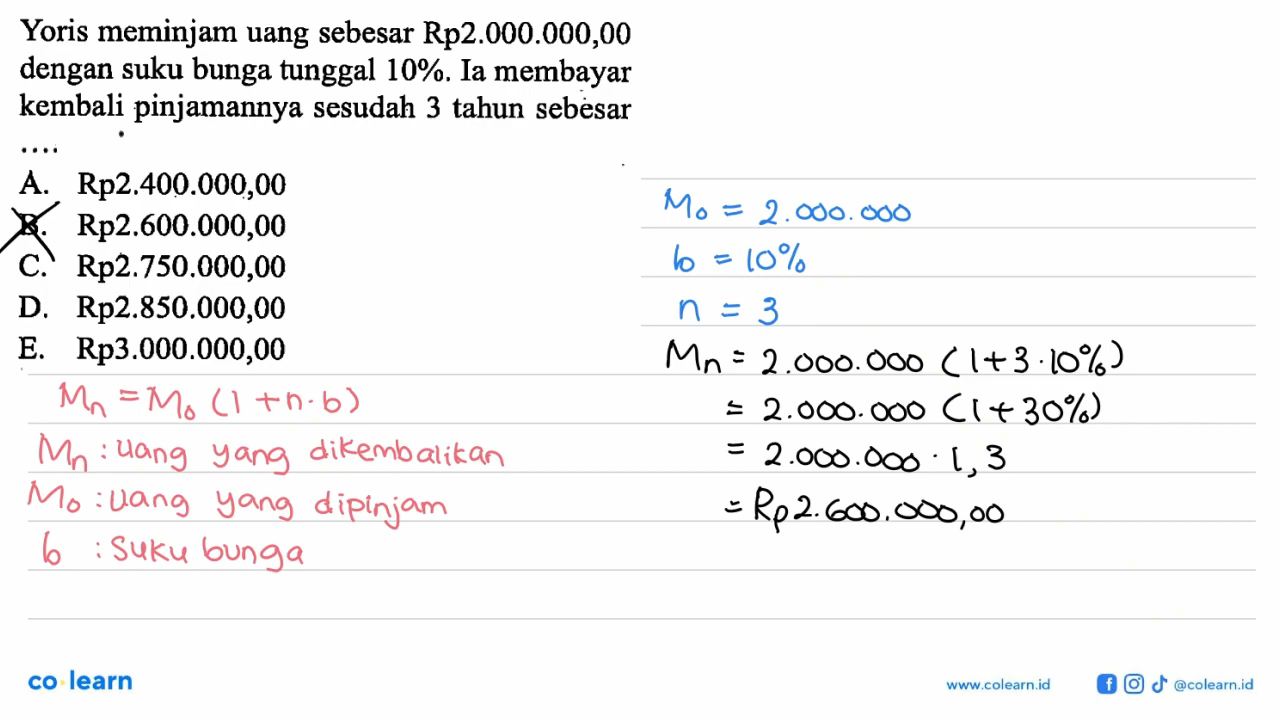 Yoris meminjam uang sebesar Rp2.000.000,00
dengan suku bunga tunggal 10%. Ia membayar
kembali pinjamannya sesudah 3 tahun sebesar
....
A. Rp2.400.000,00
B. Rp2.600.000,00
C. Rp2.750.000,00
D. Rp2.850.000,00
E. Rp3.000.000,00
Mn = M0 (1 + n · b)
Mn : uang yang dikembalikan
M0 : uang yang dipinjam
b : suku bunga
M0 = 2.000.000
b = 10%
n = 3
Mn = 2.000.000 (1 + 3 · 10%)
= 2.000.000 (1 + 30%)
= 2.000.000 · 1,3
= Rp2.600.000,00
co·learn
www.colearn.id
@colearn.id